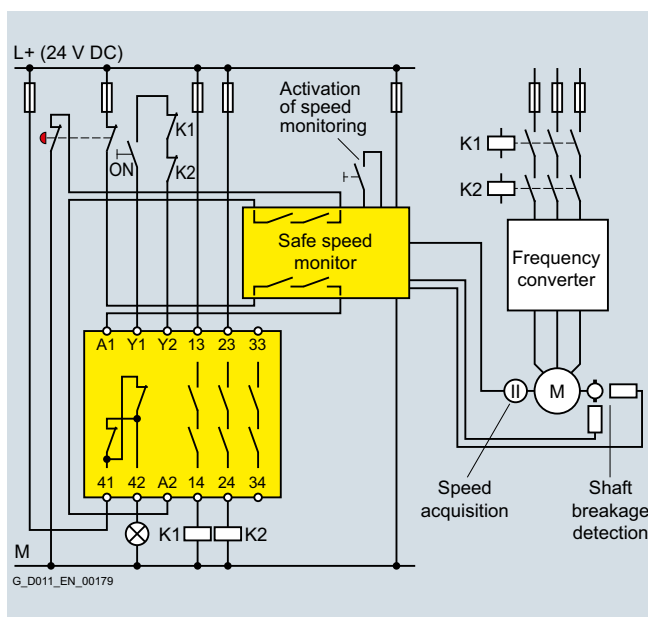 L+ (24 V DC)
Activation
of speed
monitoring
K1
K2
ON
K1
K2
Safe speed
monitor
Frequency
converter
A1 Y1 Y2 13 23 33
M
41 42 A2 14 24 34
K1
K2
Speed
acquisition
Shaft
breakage
detection
M
G_D011_EN_00179